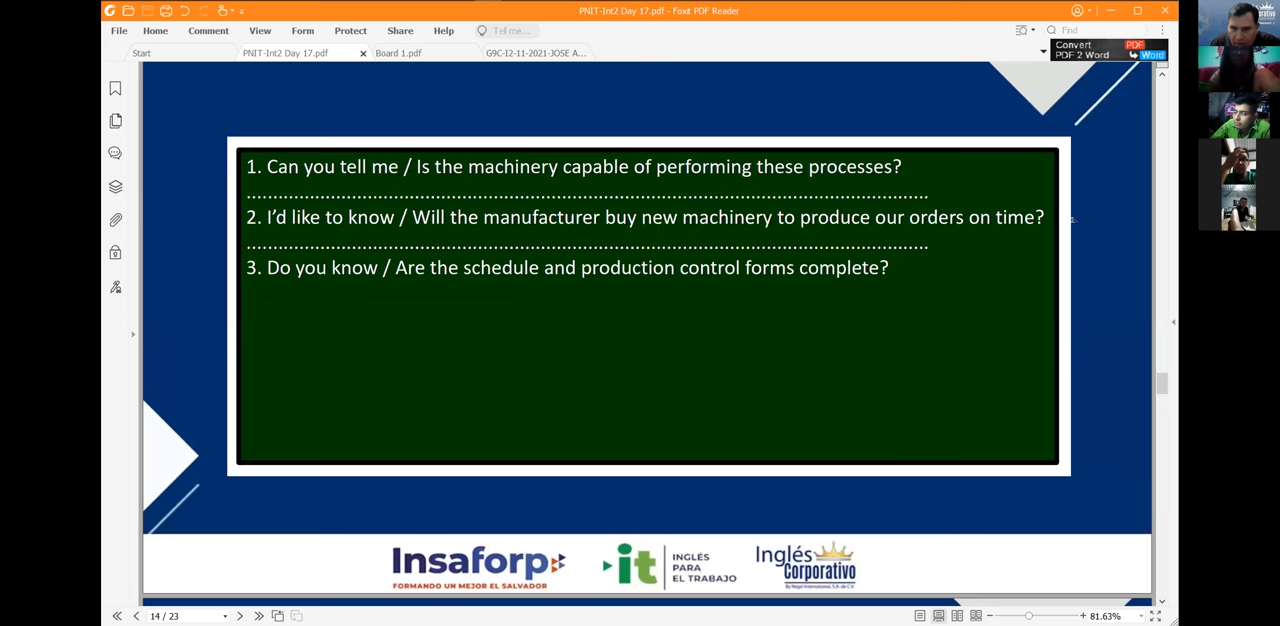 PNIT-Int2 Day 17.pdf - Foxit PDF Reader
File Home Comment View Form Protect Share Help Tell me... Find
Start PNIT-Int2 Day 17.pdf Board 1.pdf G9C-I2-11-2021-JOSE A...
Convert PDF
PDF 2 Word Word
1. Can you tell me / Is the machinery capable of performing these processes?
....................................................................................................................................
2. I'd like to know / Will the manufacturer buy new machinery to produce our orders on time?
....................................................................................................................................
3. Do you know / Are the schedule and production control forms complete?
Insaforp
FORMANDO UN MEJOR EL SALVADOR
it
INGLÉS
PARA
EL TRABAJO
Inglés
Corporativo
By Regal International, S.A. de C.V.
14 / 23 81.63%